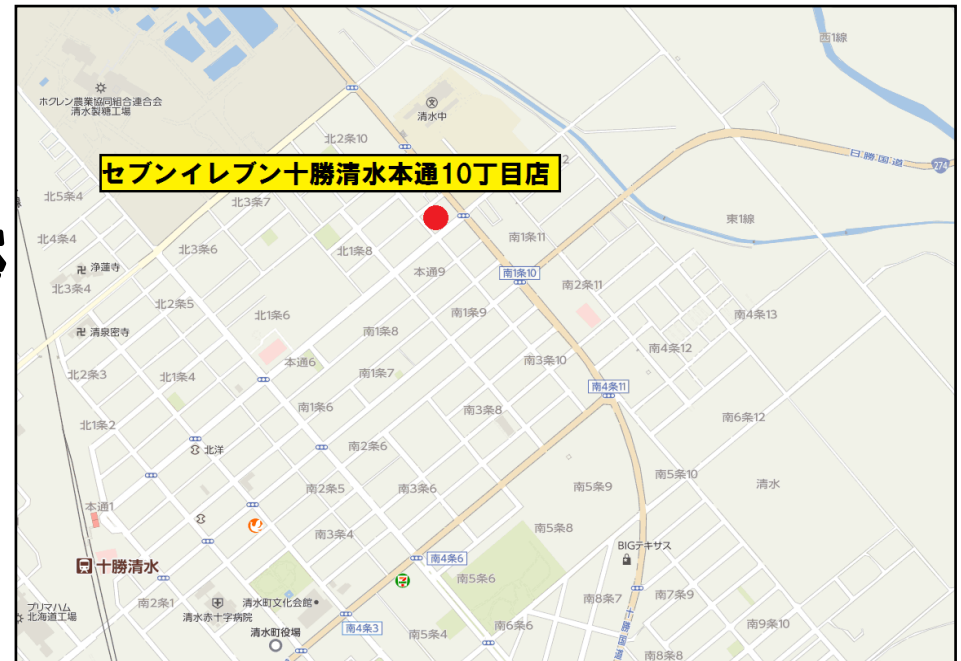 西1線
ホクレン農業協同組合連合会
清水製糖工場
清水中
北2条10
日勝国道
274
セブンイレブン十勝清水本通10丁目店
北5条4
北3条7
東1線
北4条4
北3条6
北1条8
南1条11
浄蓮寺
本通9
南1条10
北3条4
南2条11
北2条5
北1条6
南1条9
南4条13
清泉密寺
南1条8
南4条12
本通6
南3条10
北2条3
北1条4
南1条7
南4条11
南1条6
南3条8
南6条12
北1条2
北洋
南2条6
南5条10
南2条5
南3条6
南5条9
清水
本通1
南3条4
南5条8
BIGテキサス
十勝清水
南4条6
南5条6
7
南8条7
南7条9
プリマハム
北海道工場
南2条1
清水町文化会館
清水赤十字病院
十勝国道
南4条3
清水町役場
南5条4
南6条6
南9条10
南8条8